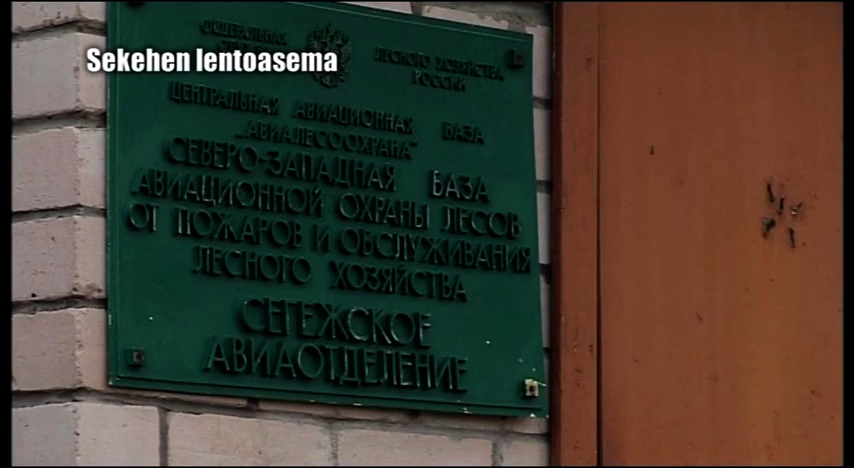 Sekehen lentoasema
ФЕДЕРАЛЬНАЯ
ЛЕСНОГО ХОЗЯЙСТВА
РОССИИ
ЦЕНТРАЛЬНАЯ АВИАЦИОННАЯ БАЗА
„АВИАЛЕСООХРАНА"
СЕВЕРО-ЗАПАДНАЯ БАЗА
АВИАЦИОННОЙ ОХРАНЫ ЛЕСОВ
ОТ ПОЖАРОВ И ОБСЛУЖИВАНИЯ
ЛЕСНОГО ХОЗЯЙСТВА
СЕГЕЖСКОЕ
АВИАОТДЕЛЕНИЕ